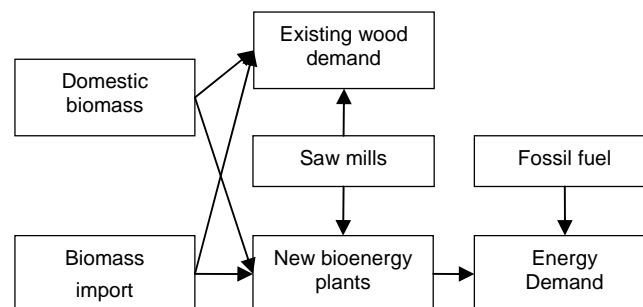 Existing wood
demand
Domestic
biomass
Saw mills
Fossil fuel
Biomass
import
New bioenergy
plants
Energy
Demand